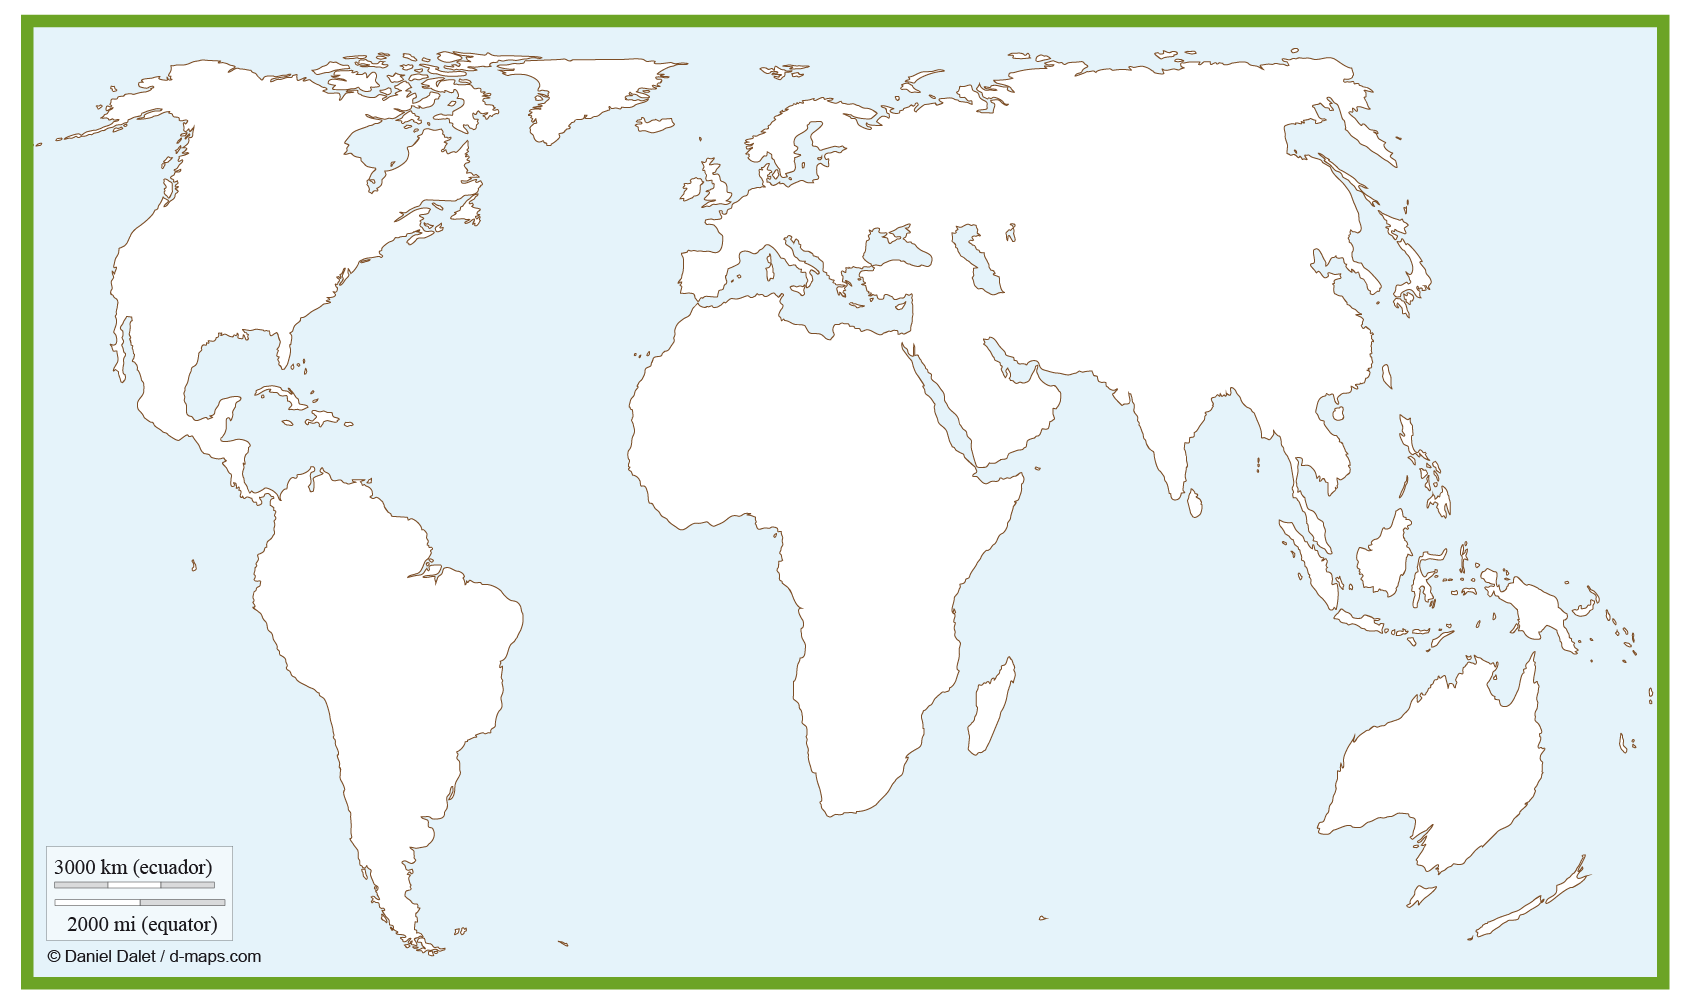 3000 km (ecuador)
2000 mi (equator)
© Daniel Dalet / d-maps.com